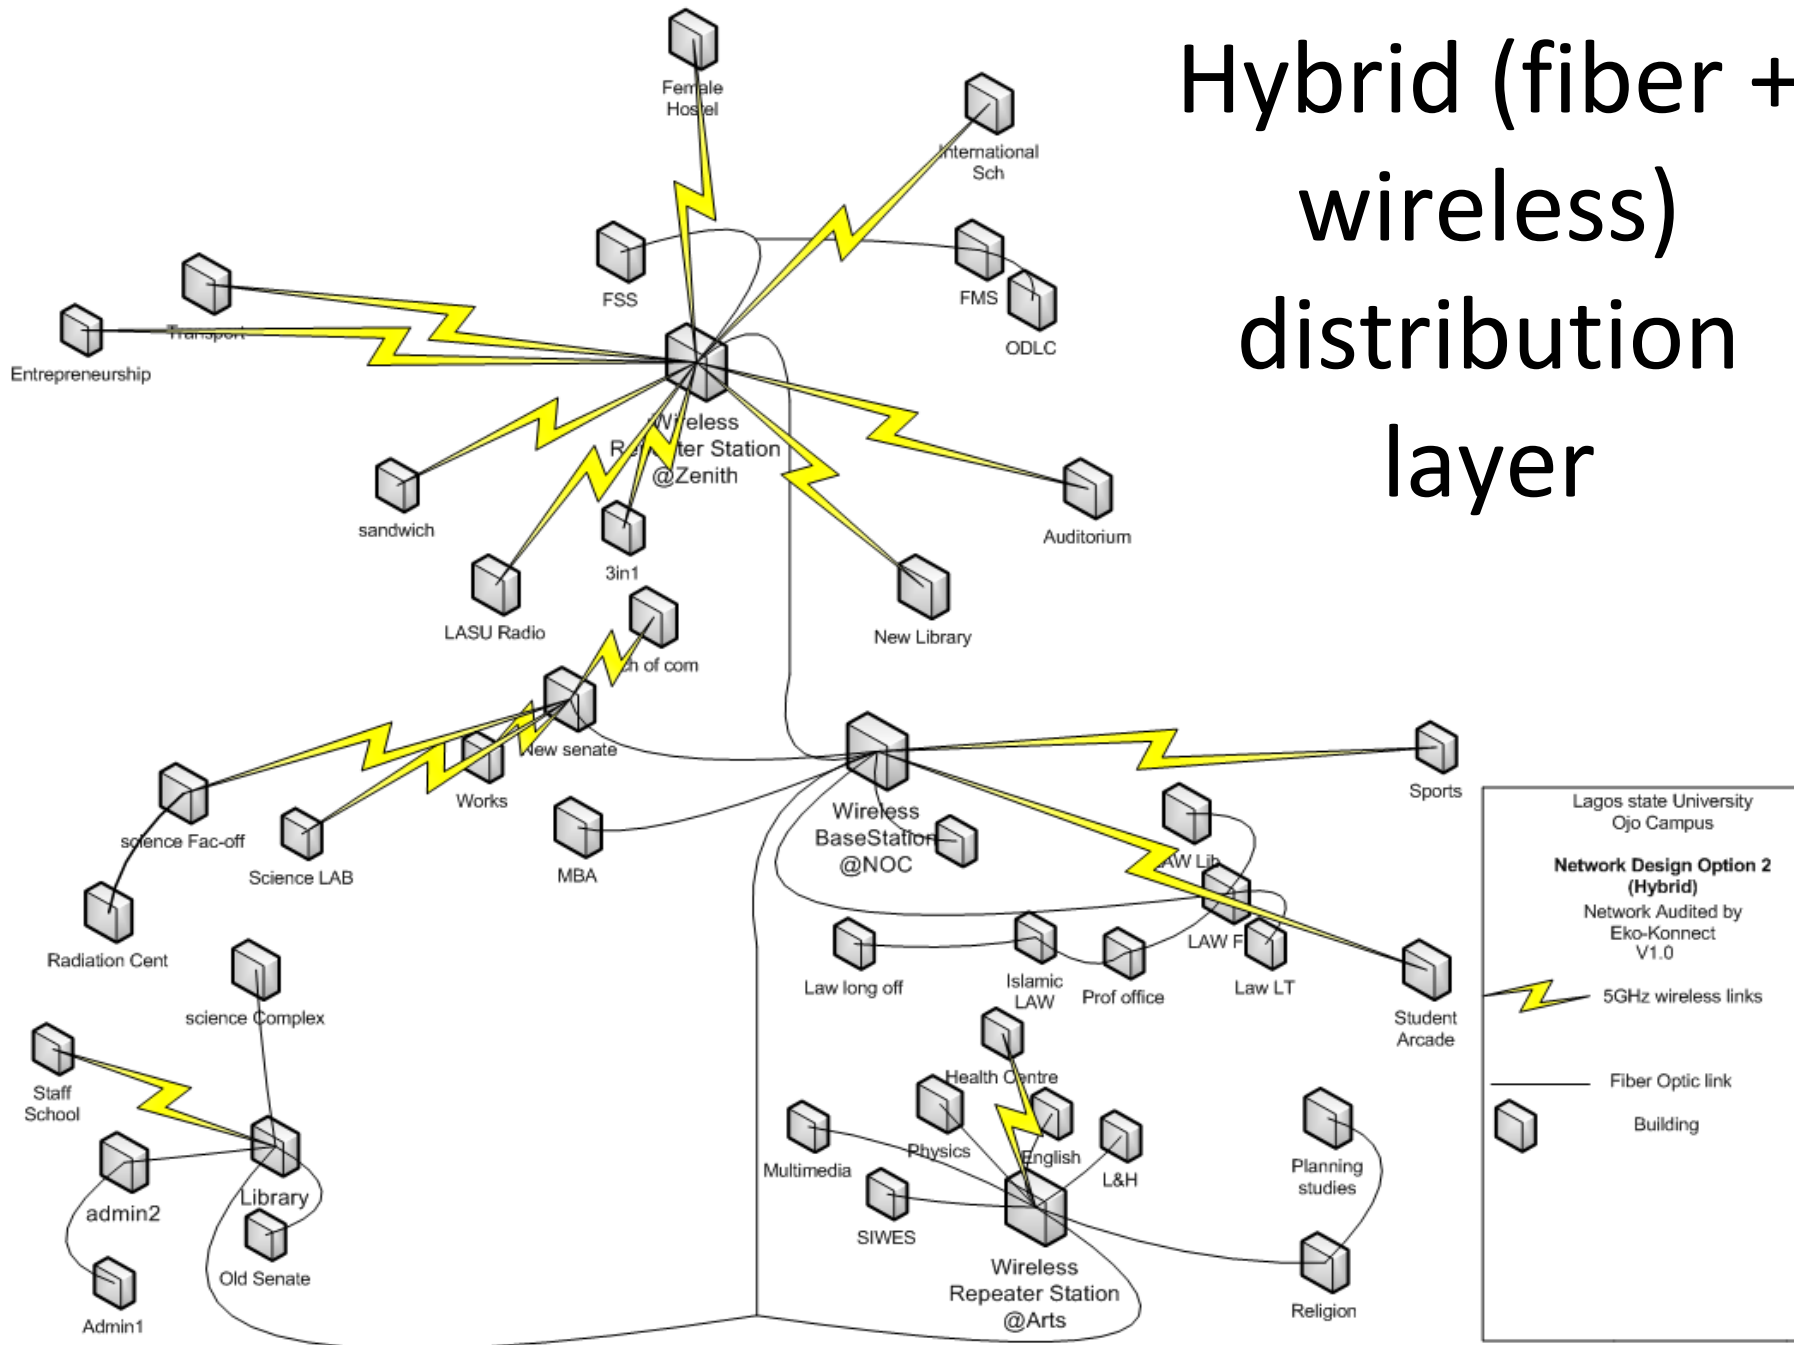 Hybrid (fiber +
wireless)
distribution
layer
Female
Hostel
International
Sch
FSS
FMS
ODLC
Transport
Entrepreneurship
Wireless
Repeater Station
@Zenith
sandwich
Auditorium
3in1
LASU Radio
New Library
of com
New senate
Works
science Fac-off
Science LAB
MBA
Wireless
BaseStation
@NOC
Sports
LAW Lib
LAW F
Law LT
Radiation Cent
Law long off
Islamic
LAW
Prof office
Student
Arcade
science Complex
Staff
School
Health Centre
Physics
English
L&H
Multimedia
SIWES
Planning
studies
admin2
Library
Old Senate
Admin1
Wireless
Repeater Station
@Arts
Religion
Lagos state University
Ojo Campus
Network Design Option 2
(Hybrid)
Network Audited by
Eko-Konnect
V1.0
5GHz wireless links
Fiber Optic link
Building